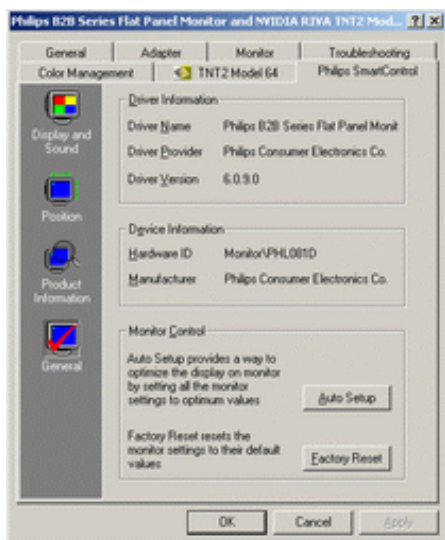 Philips B2B Series Flat Panel Monitor and NVIDIA RIVA TNT2 Mod...
General
Adapter
Monitor
Troubleshooting
Color Management
TNT2 Model 64
Philips SmartControl
Display and
Sound
Position
Product
Information
General
Driver Information
Driver Name
Philips B2B Series Flat Panel Monit
Driver Provider
Philips Consumer Electronics Co.
Driver Version
6.0.9.0
Device Information
Hardware ID
Monitor\PHL081D
Manufacturer
Philips Consumer Electronics Co.
Monitor Control
Auto Setup provides a way to
optimize the display on monitor
by setting all the monitor
settings to optimum values
Auto Setup
Factory Reset resets the
monitor settings to their default
values
Factory Reset
OK
Cancel
Apply